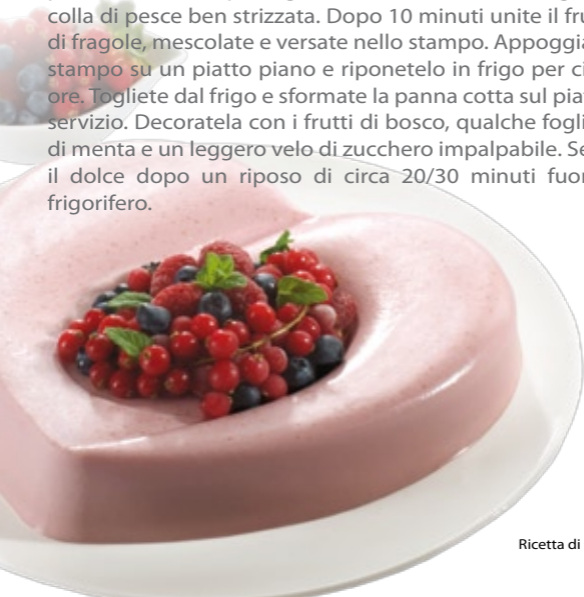 colla di pesce ben strizzata. Dopo 10 minuti unite il fru
di fragole, mescolate e versate nello stampo. Appoggia
stampo su un piatto piano e riponetelo in frigo per ci
ore. Togliete dal frigo e sformate la panna cotta sul piat
servizio. Decoratela con i frutti di bosco, qualche fogli
di menta e un leggero velo di zucchero impalpabile. Se
il dolce dopo un riposo di circa 20/30 minuti fuor
frigorifero.
Ricetta di